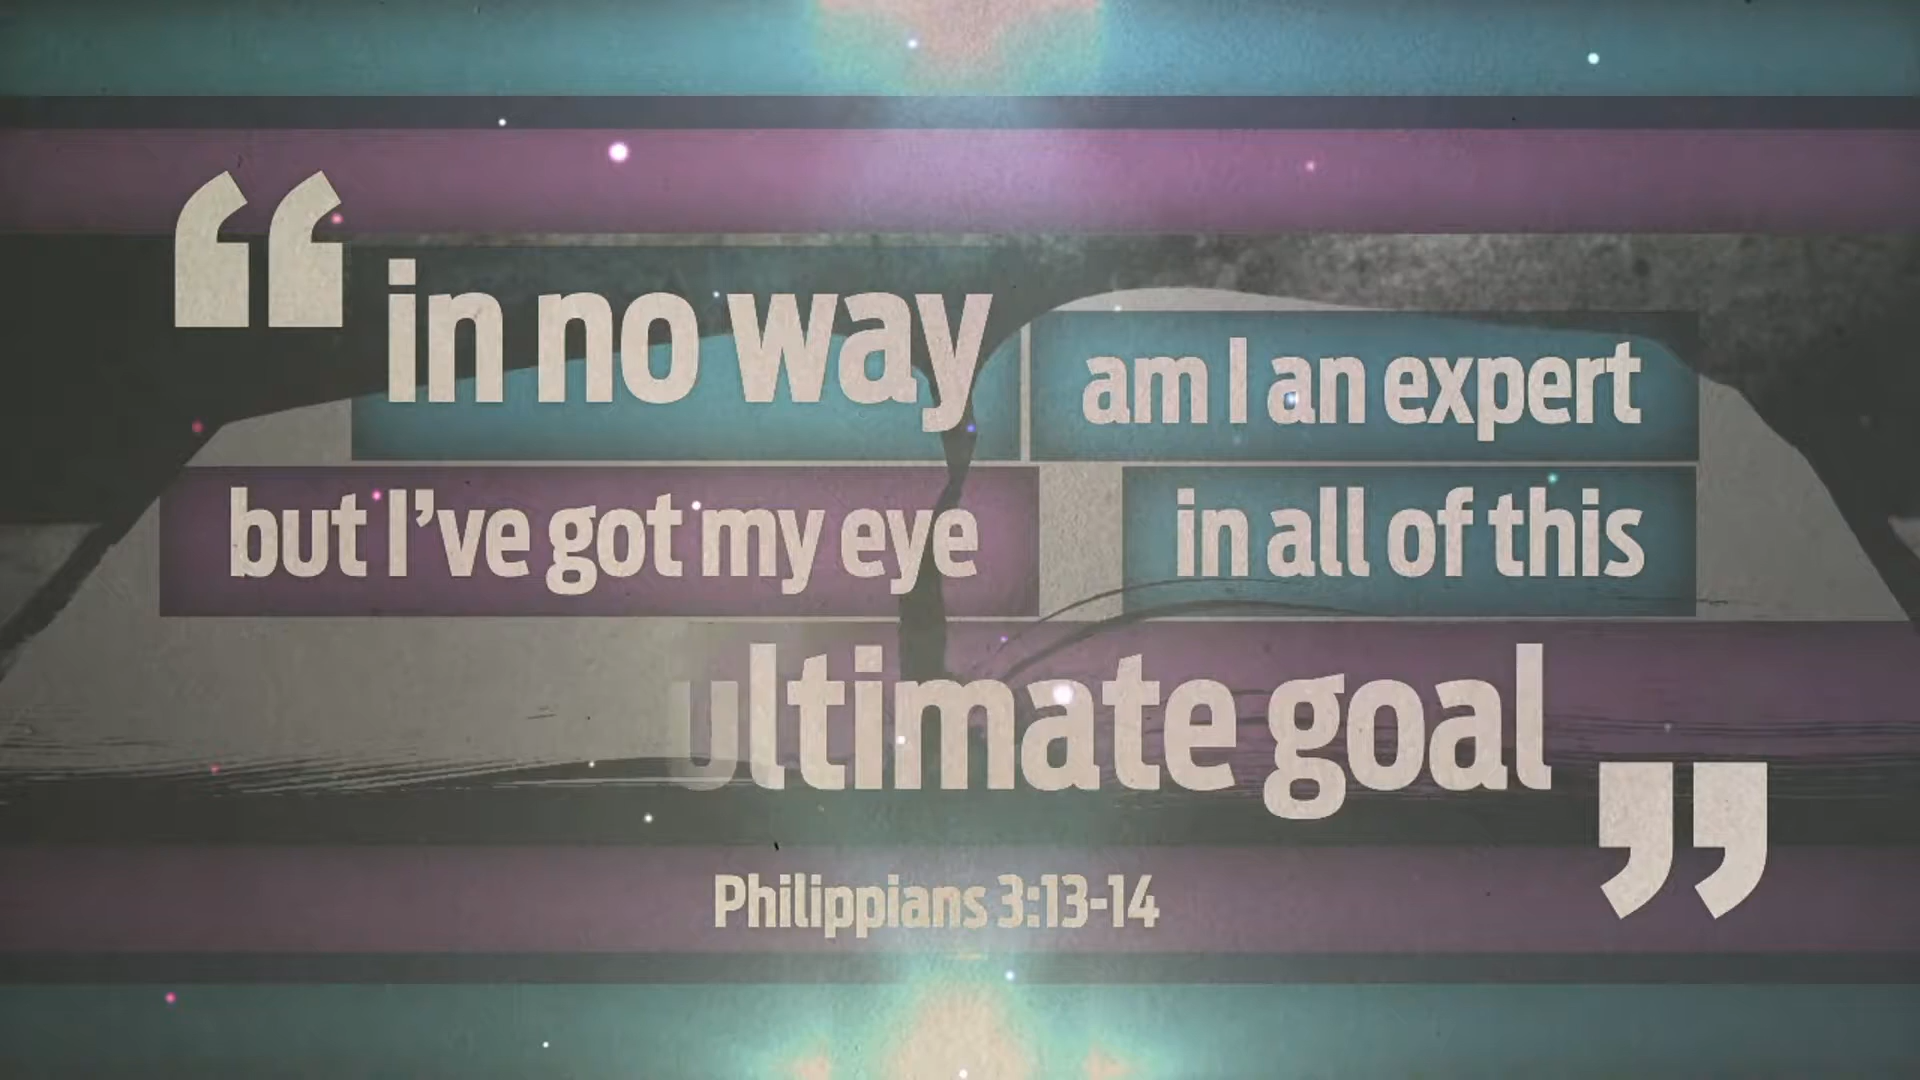 “in no way am I an expert
but I’ve got my eye in all of this
ultimate goal”
Philippians 3:13-14